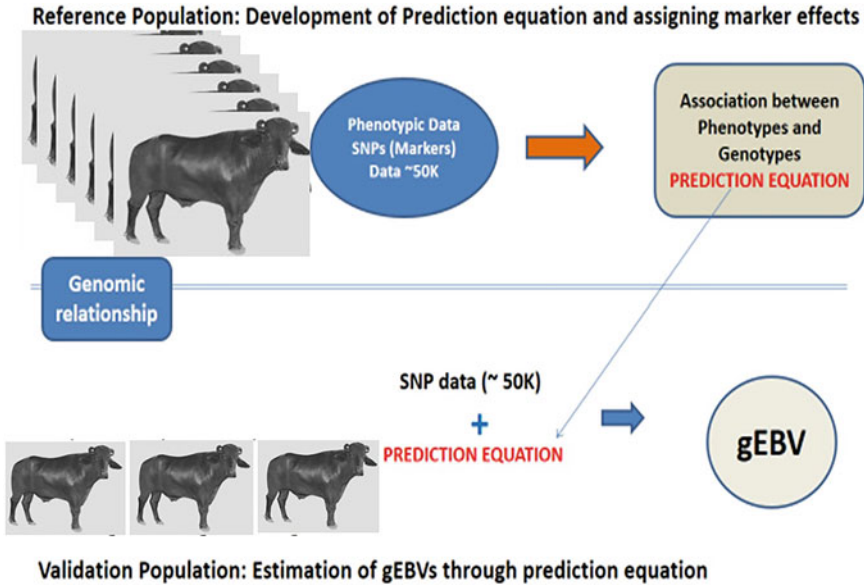 Reference Population: Development of Prediction equation and assigning marker effects
Phenotypic Data
SNPs (Markers)
Data ~50K
Association between
Phenotypes and
Genotypes
PREDICTION EQUATION
Genomic
relationship
SNP data (~ 50K)
+
PREDICTION EQUATION
gEBV
Validation Population: Estimation of gEBVs through prediction equation